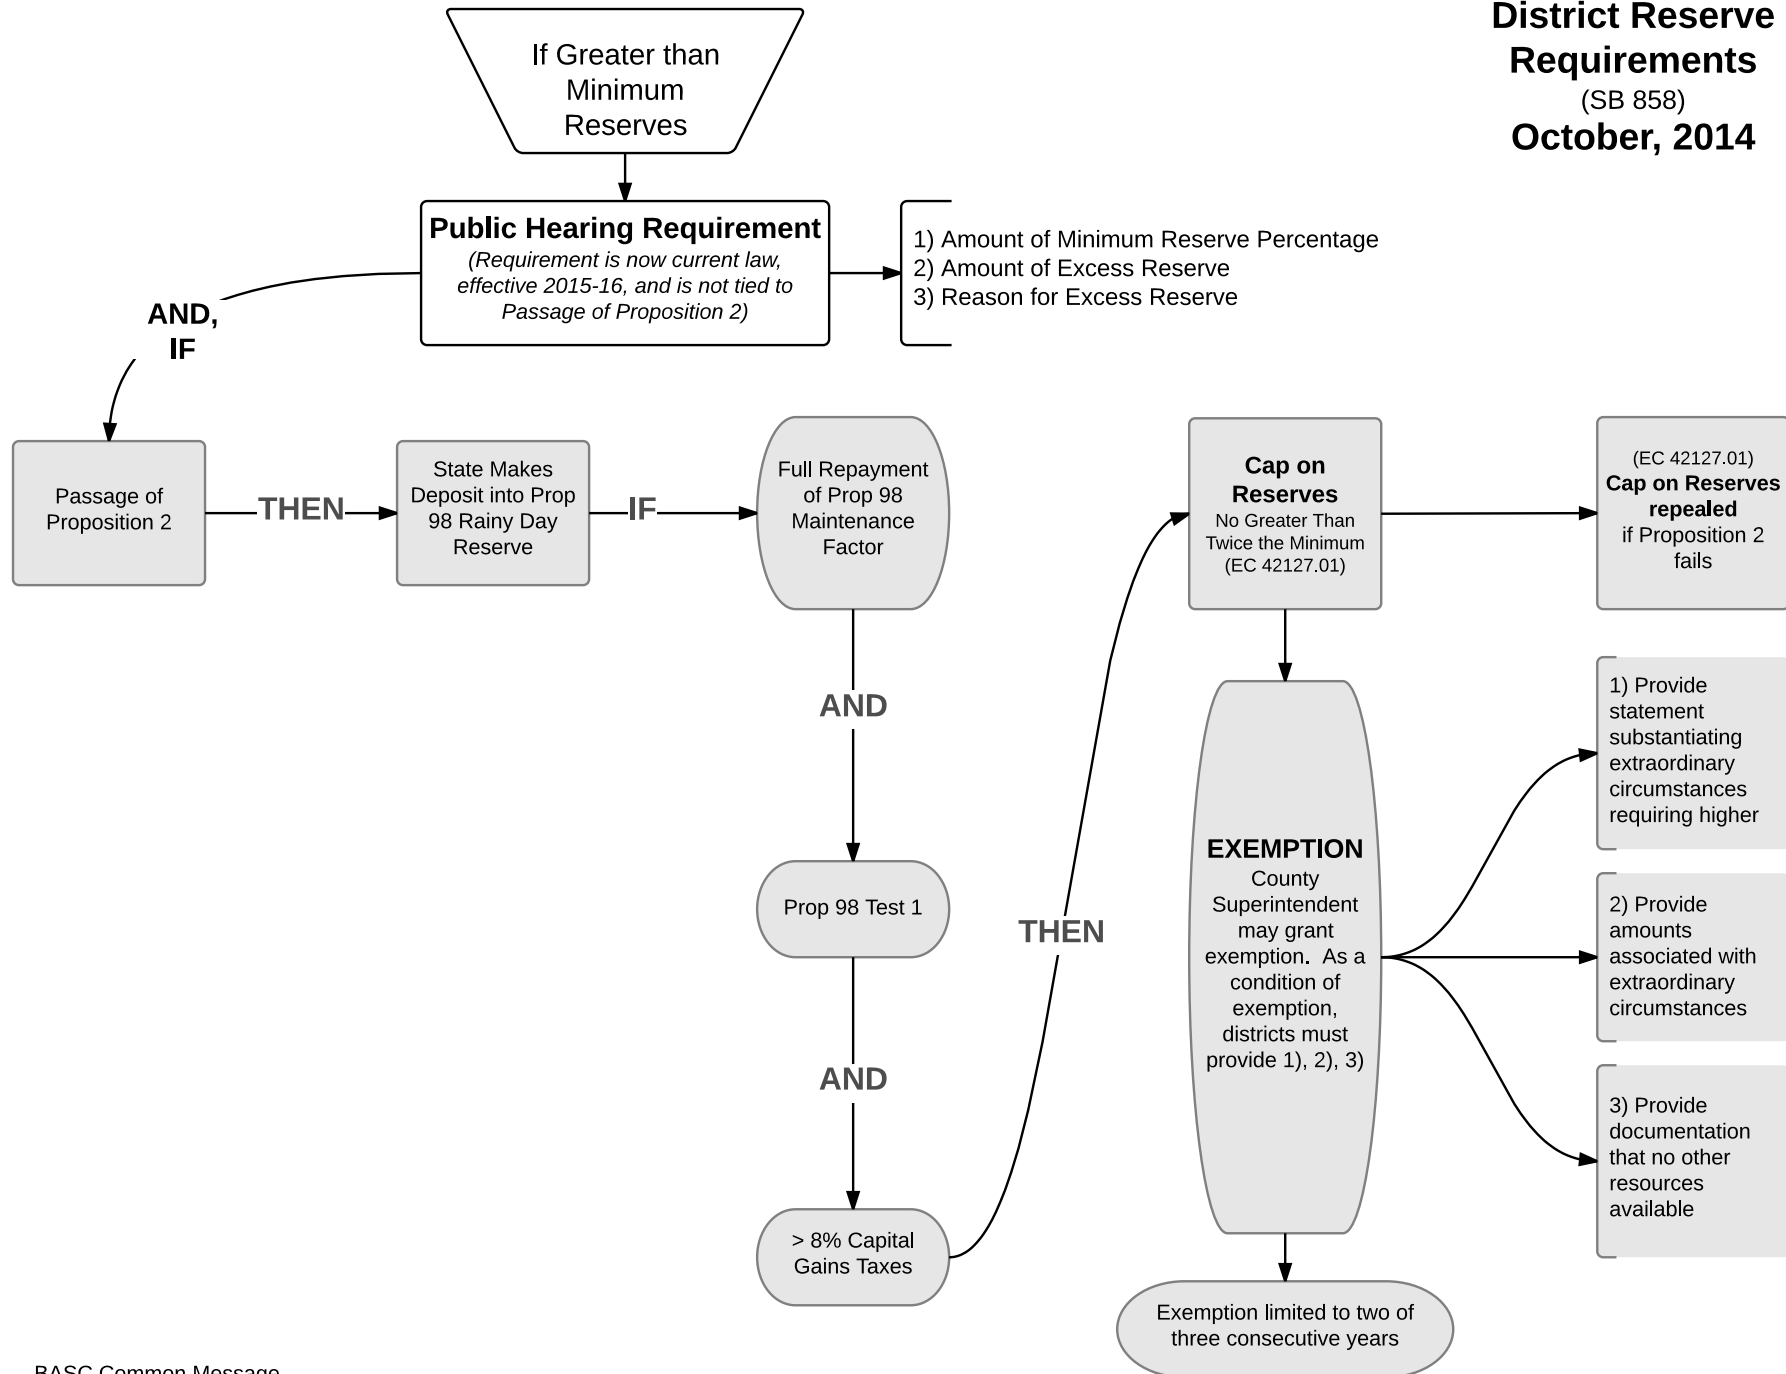 District Reserve
Requirements
(SB 858)
October, 2014
If Greater than
Minimum
Reserves
Public Hearing Requirement
(Requirement is now current law,
effective 2015-16, and is not tied to
Passage of Proposition 2)
1) Amount of Minimum Reserve Percentage
2) Amount of Excess Reserve
3) Reason for Excess Reserve
AND,
IF
Passage of
Proposition 2
THEN
State Makes
Deposit into Prop
98 Rainy Day
Reserve
IF
Full Repayment
of Prop 98
Maintenance
Factor
AND
Prop 98 Test 1
AND
> 8% Capital
Gains Taxes
THEN
Cap on
Reserves
No Greater Than
Twice the Minimum
(EC 42127.01)
(EC 42127.01)
Cap on Reserves
repealed
if Proposition 2
fails
EXEMPTION
County
Superintendent
may grant
exemption.  As a
condition of
exemption,
districts must
provide 1), 2), 3)
1) Provide
statement
substantiating
extraordinary
circumstances
requiring higher
2) Provide
amounts
associated with
extraordinary
circumstances
3) Provide
documentation
that no other
resources
available
Exemption limited to two of
three consecutive years
BASC Common Message